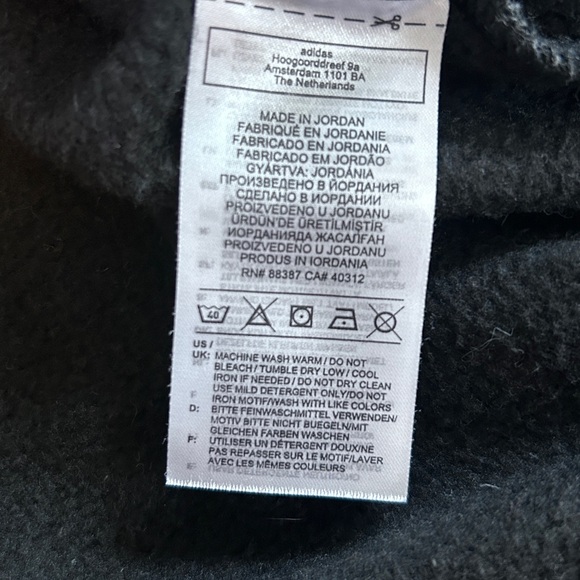 adidas
Hoogoorddreef 9a
Amsterdam 1101 BA
The Netherlands
MADE IN JORDAN
FABRIQUÉ EN JORDANIE
FABRICADO EN JORDANIA
FABRICADO EM JORDÃO
GYÁRTVA: JORDÁNIA
ПРОИЗВЕДЕНО В ЙОРДАНИЯ
СДЕЛАНО В ИОРДАНИИ
PROIZVEDENO U JORDANU
ÜRDÜN'DE ÜRETİLMİŞTİR
ИОРДАНИЯДА ЖАСАЛҒАН
PROIZVEDENO U JORDANU
PRODUS IN IORDANIA
RN# 88387 CA# 40312
40
US /
UK: MACHINE WASH WARM / DO NOT
BLEACH / TUMBLE DRY LOW / COOL
IRON IF NEEDED / DO NOT DRY CLEAN
USE MILD DETERGENT ONLY/DO NOT
IRON MOTIF/WASH WITH LIKE COLORS
D: BITTE FEINWASCHMITTEL VERWENDEN/
MOTIV BITTE NICHT BUEGELN/MIT
GLEICHEN FARBEN WASCHEN
F: UTILISER UN DETERGENT DOUX/NE
PAS REPASSER SUR LE MOTIF/LAVER
AVEC LES MÊMES COULEURS